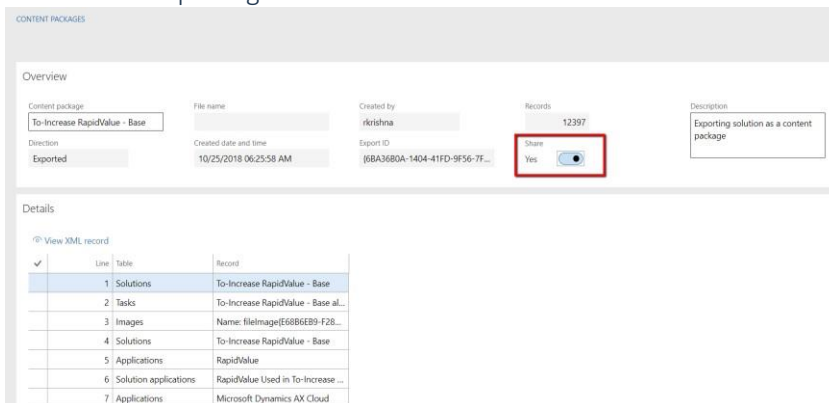 CONTENT PACKAGES
Overview
Content package File name Created by Records Description
To-Increase RapidValue - Base rkrishna 12397 Exporting solution as a content
package
Direction Created date and time Export ID Share
Exported 10/25/2018 06:25:58 AM {6BA36B0A-1404-41FD-9F56-7F... Yes
Details
View XML record
Line Table Record
1 Solutions To-Increase RapidValue - Base
2 Tasks To-Increase RapidValue - Base al...
3 Images Name: fileImage{E68B6EB9-F28...
4 Solutions To-Increase RapidValue - Base
5 Applications RapidValue
6 Solution applications RapidValue Used in To-Increase ...
7 Applications Microsoft Dynamics AX Cloud